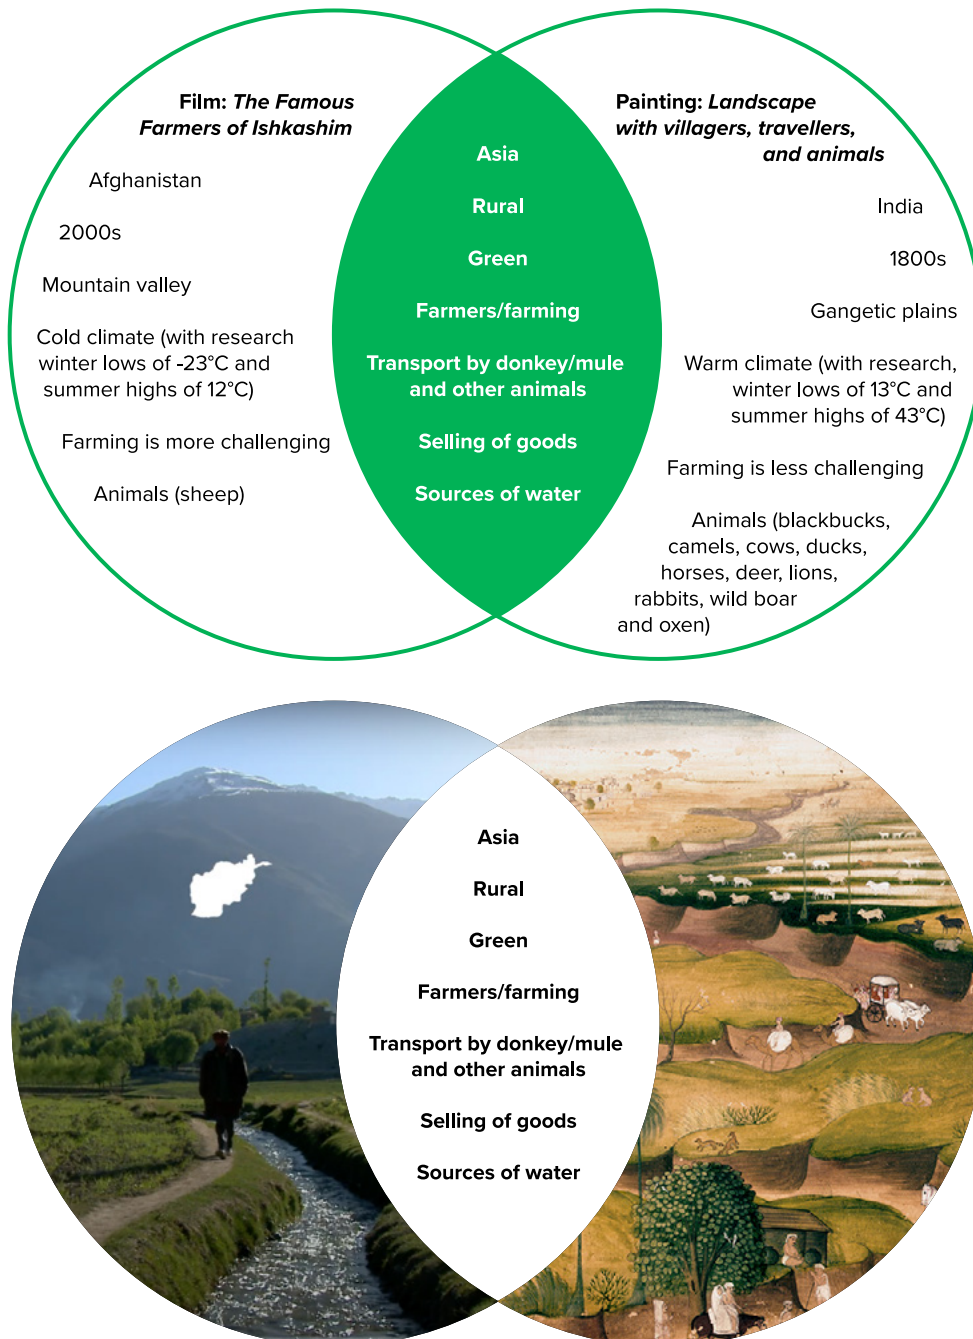 Film: The Famous
Farmers of Ishkashim
Afghanistan
2000s
Mountain valley
Cold climate (with research
winter lows of -23°C and
summer highs of 12°C)
Farming is more challenging
Animals (sheep)
Asia
Rural
Green
Farmers/farming
Transport by donkey/mule
and other animals
Selling of goods
Sources of water
Painting: Landscape
with villagers, travellers,
and animals
India
1800s
Gangetic plains
Warm climate (with research,
winter lows of 13°C and
summer highs of 43°C)
Farming is less challenging
Animals (blackbucks,
camels, cows, ducks,
horses, deer, lions,
rabbits, wild boar
and oxen)
Asia
Rural
Green
Farmers/farming
Transport by donkey/mule
and other animals
Selling of goods
Sources of water